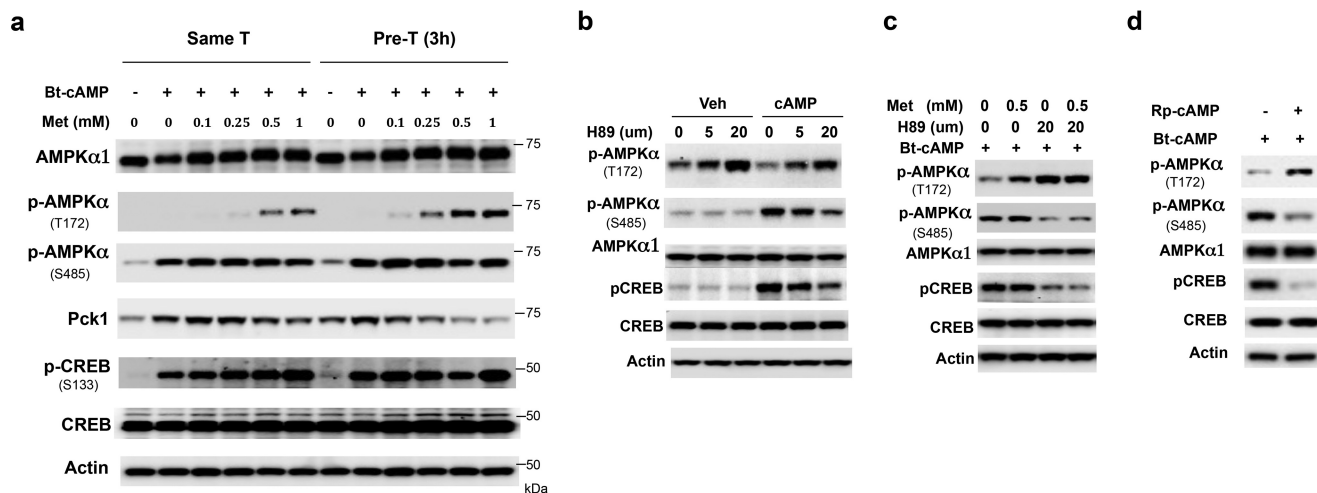 a
Same T Pre-T (3h)
Bt-cAMP - + + + + + - + + + + +
Met (mM) 0 0 0.1 0.25 0.5 1 0 0 0.1 0.25 0.5 1
AMPKα1 75
p-AMPKα 75
(T172)
p-AMPKα 75
(S485)
Pck1 75
p-CREB 50
(S133)
CREB 50
Actin 50
kDa
b
Veh cAMP
H89 (um) 0 5 20 0 5 20
p-AMPKα
(T172)
p-AMPKα
(S485)
AMPKα1
pCREB
CREB
Actin
c
Met (mM) 0 0.5 0 0.5
H89 (um) 0 0 20 20
Bt-cAMP + + + +
p-AMPKα
(T172)
p-AMPKα
(S485)
AMPKα1
pCREB
CREB
Actin
d
Rp-cAMP - +
Bt-cAMP + +
p-AMPKα
(T172)
p-AMPKα
(S485)
AMPKα1
pCREB
CREB
Actin